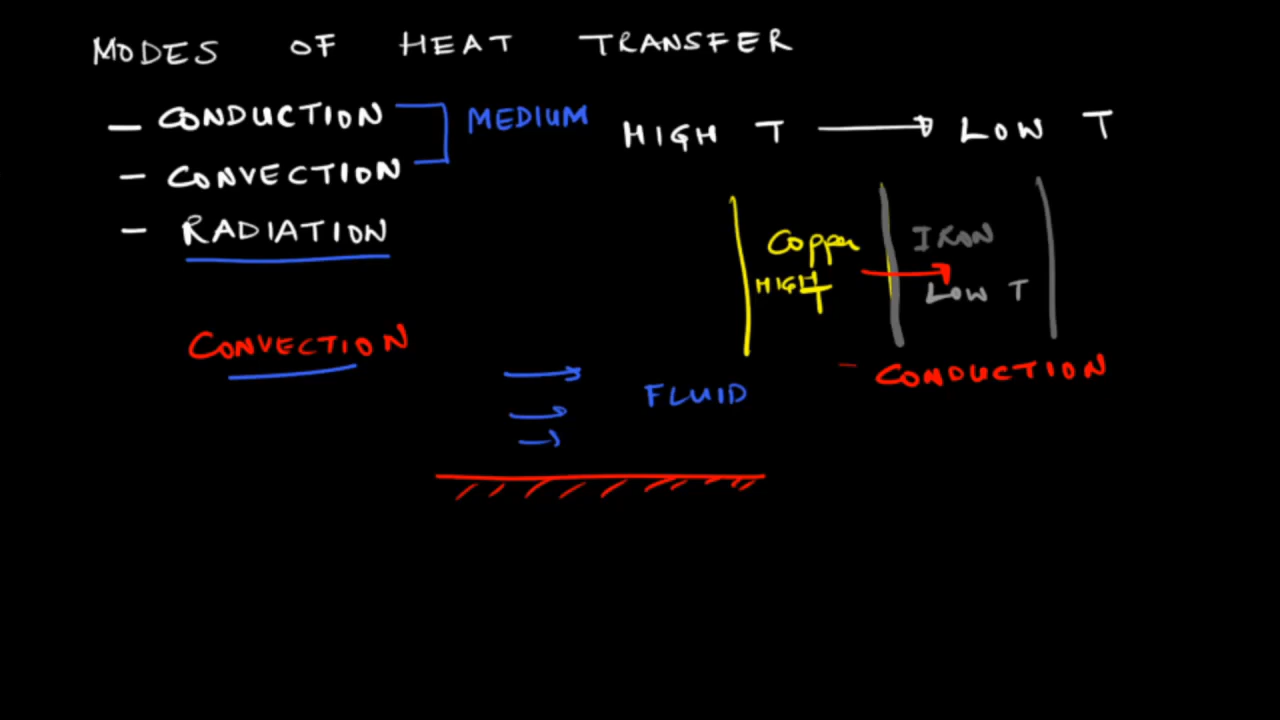 MODES OF HEAT TRANSFER
— CONDUCTION
MEDIUM
HIGH T → LOW T
— CONVECTION
— RADIATION
Copper
HIGH T
IRON
LOW T
CONVECTION
FLUID
— CONDUCTION